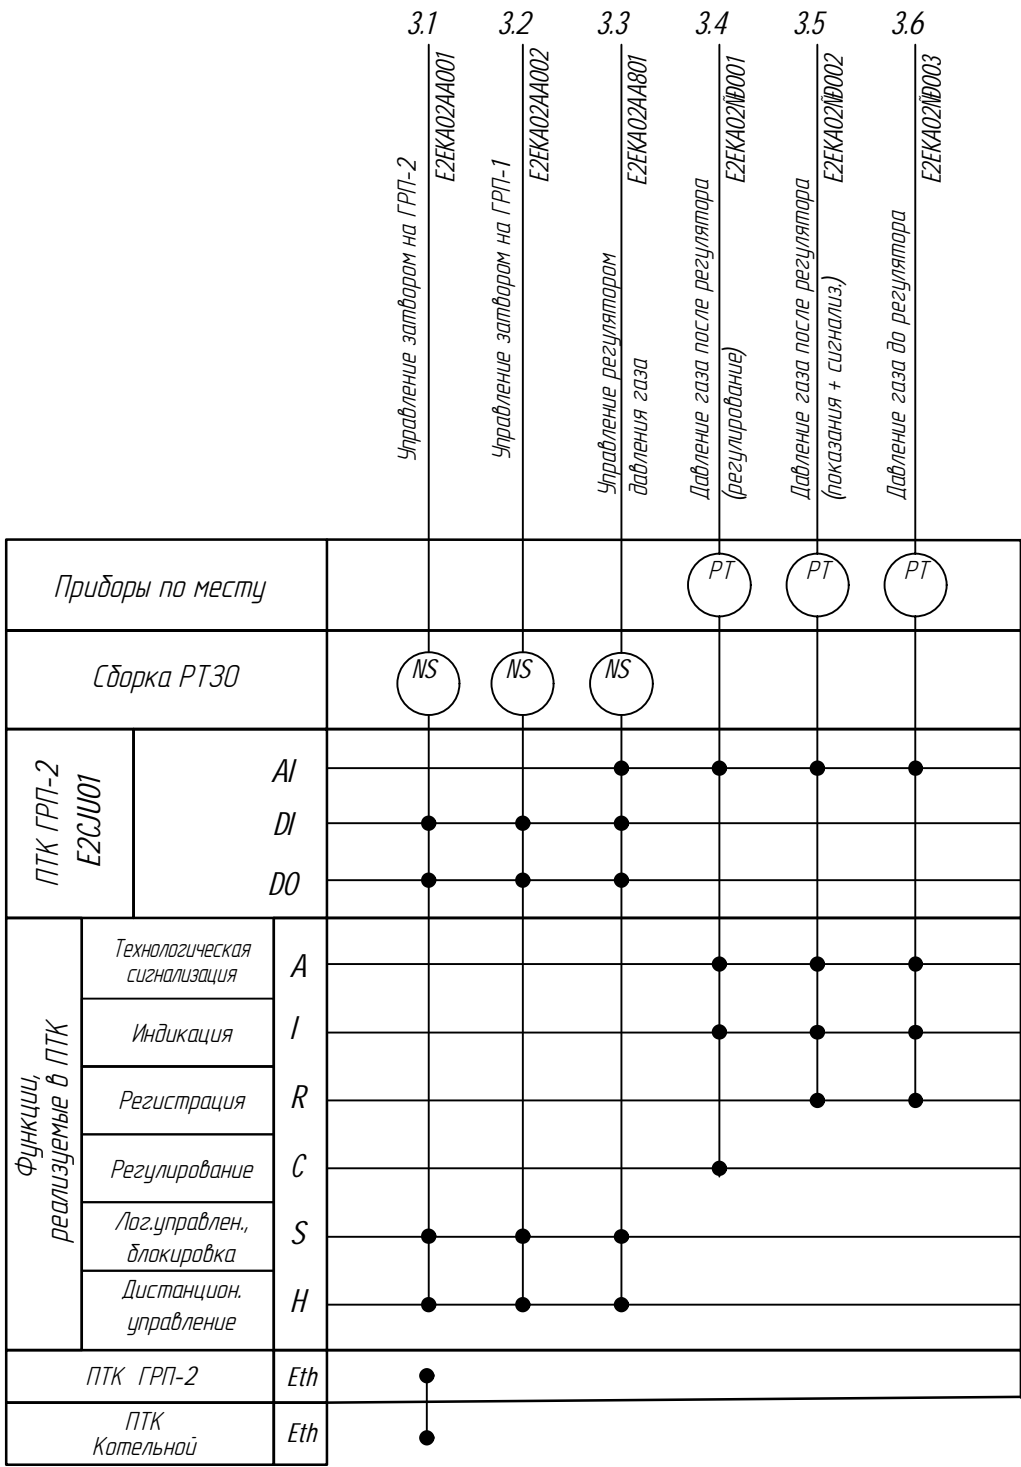 3.1 3.2 3.3 3.4 3.5 3.6
Управление затвором на ГРП-2
E2EKA02AA001
Управление затвором на ГРП-1
E2EKA02AA002
Управление регулятором
давления газа
E2EKA02AA801
Давление газа после регулятора
(регулирование)
E2EKA02ÑÐ001
Давление газа после регулятора
(показания + сигнализ.)
E2EKA02ÑÐ002
Давление газа до регулятора
E2EKA02ÑÐ003
Приборы по месту
PT PT PT
Сборка РТЗО
NS NS NS
ПТК ГРП-2
E2CJU01
AI
DI
DO
Функции,
реализуемые в ПТК
Технологическая
сигнализация
A
Индикация
I
Регистрация
R
Регулирование
C
Лог.управлен.,
блокировка
S
Дистанцион.
управление
H
ПТК ГРП-2
Eth
ПТК
Котельной
Eth